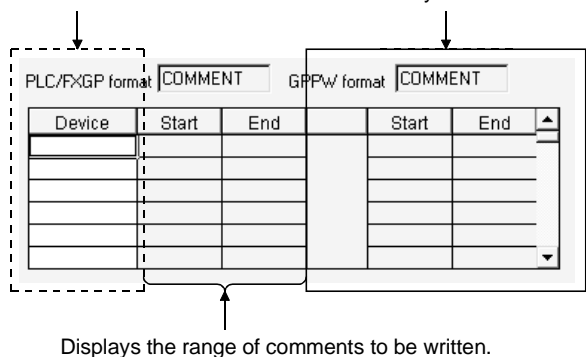 PLC/FXGP format COMMENT GPPW format COMMENT
Device Start End Start End
Displays the range of comments to be written.